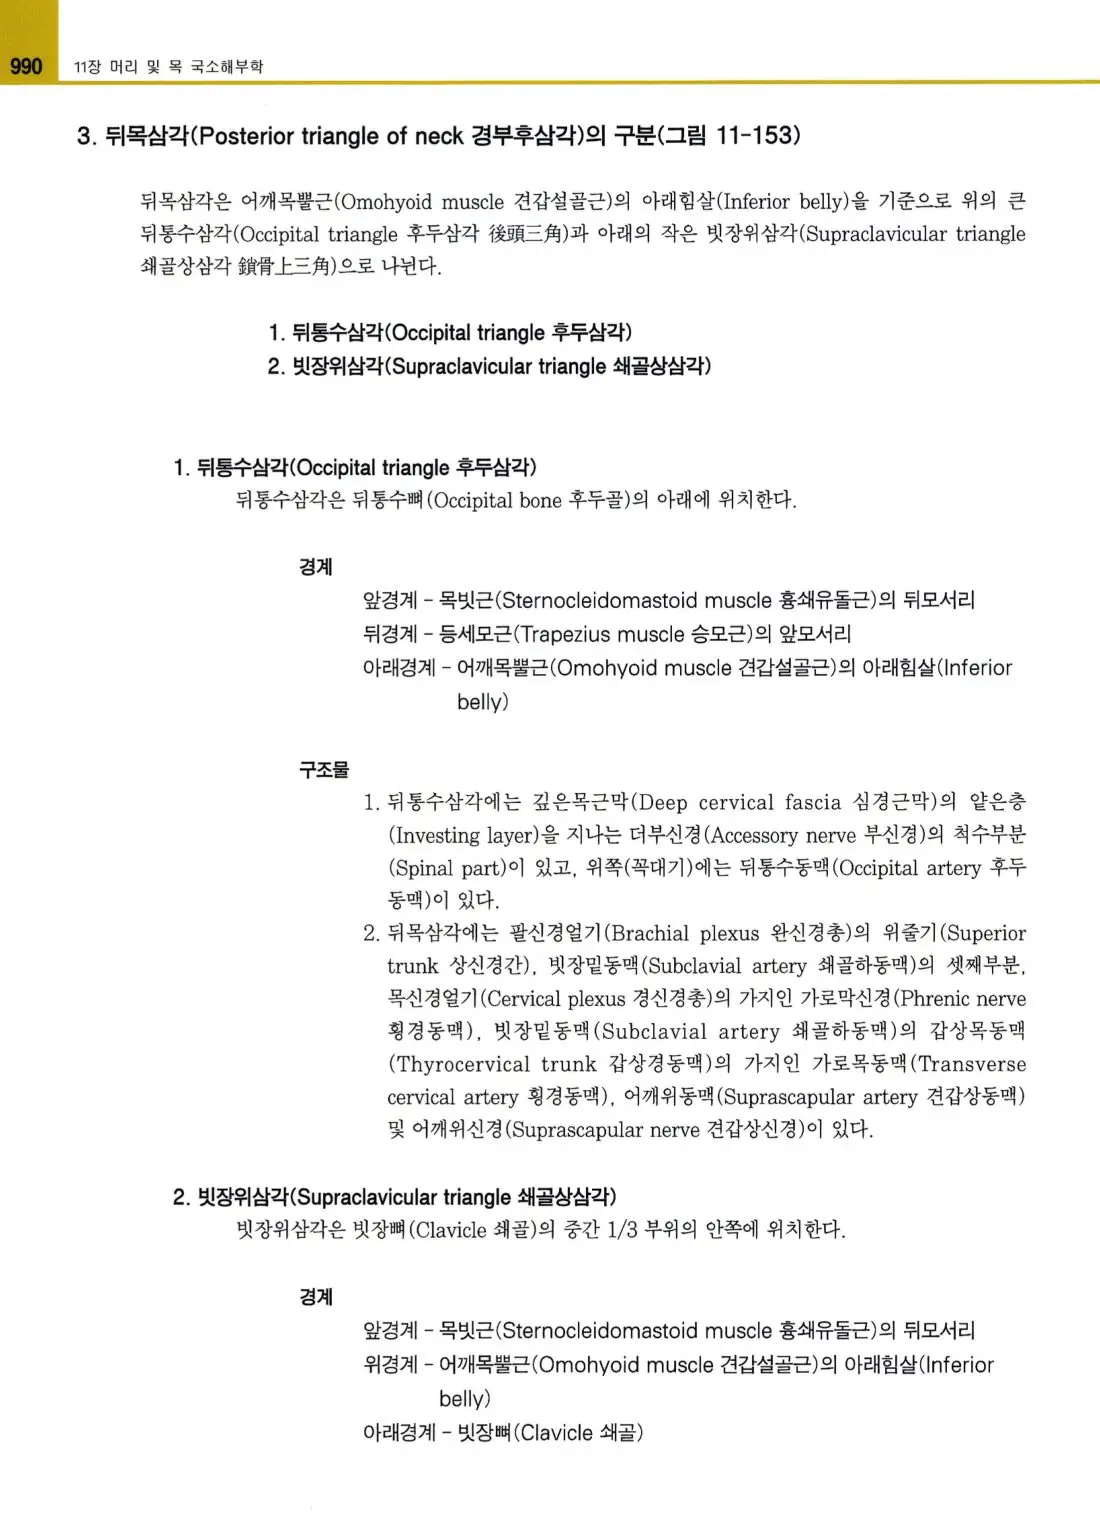 990
11장 머리 및 목 국소해부학
3. 뒤목삼각(Posterior triangle of neck 경부후삼각)의 구분(그림 11-153)
뒤목삼각은 어깨목뿔근(Omohyoid muscle 견갑설골근)의 아래힘살(Inferior belly)을 기준으로 위의 큰
뒤통수삼각(Occipital triangle 후두삼각 後頭三角)과 아래의 작은 빗장위삼각(Supraclavicular triangle
쇄골상삼각 鎖骨上三角)으로 나뉜다.
1. 뒤통수삼각(Occipital triangle 후두삼각)
2. 빗장위삼각(Supraclavicular triangle 쇄골상삼각)
1. 뒤통수삼각(Occipital triangle 후두삼각)
뒤통수삼각은 뒤통수뼈(Occipital bone 후두골)의 아래에 위치한다.
경계
앞경계 - 목빗근(Sternocleidomastoid muscle 흉쇄유돌근)의 뒤모서리
뒤경계 - 등세모근(Trapezius muscle 승모근)의 앞모서리
아래경계 - 어깨목뿔근(Omohyoid muscle 견갑설골근)의 아래힘살(Inferior
belly)
구조물
1. 뒤통수삼각에는 깊은목근막(Deep cervical fascia 심경근막)의 얕은층
(Investing layer)을 지나는 더부신경(Accessory nerve 부신경)의 척수부분
(Spinal part)이 있고, 위쪽(꼭대기)에는 뒤통수동맥(Occipital artery 후두
동맥)이 있다.
2. 뒤목삼각에는 팔신경얼기(Brachial plexus 완신경총)의 위줄기(Superior
trunk 상신경간), 빗장밑동맥(Subclavial artery 쇄골하동맥)의 셋째부분,
목신경얼기(Cervical plexus 경신경총)의 가지인 가로막신경(Phrenic nerve
횡경동맥), 빗장밑동맥(Subclavial artery 쇄골하동맥)의 갑상목동맥
(Thyrocervical trunk 갑상경동맥)의 가지인 가로목동맥(Transverse
cervical artery 횡경동맥), 어깨위동맥(Suprascapular artery 견갑상동맥)
및 어깨위신경(Suprascapular nerve 견갑상신경)이 있다.
2. 빗장위삼각(Supraclavicular triangle 쇄골상삼각)
빗장위삼각은 빗장뼈(Clavicle 쇄골)의 중간 1/3 부위의 안쪽에 위치한다.
경계
앞경계 - 목빗근(Sternocleidomastoid muscle 흉쇄유돌근)의 뒤모서리
위경계 - 어깨목뿔근(Omohyoid muscle 견갑설골근)의 아래힘살(Inferior
belly)
아래경계 - 빗장뼈(Clavicle 쇄골)